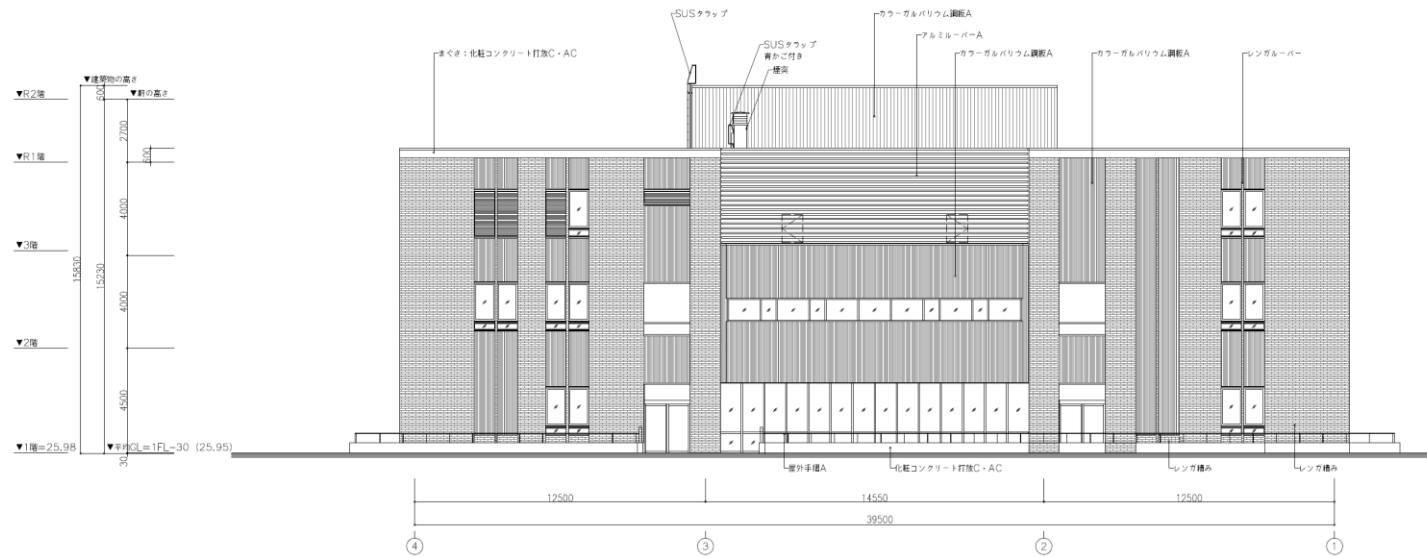 SUSタラップ
カラーガルバリウム鋼板A
アルミルーバーA
SUSタラップ
背かご付き
煙突
まぐさ：化粧コンクリート打放C・AC
カラーガルバリウム鋼板A
カラーガルバリウム鋼板A
レンガルーバー
▼建築物の高さ
▼軒の高さ
▼R2階
▼R1階
▼3階
▼2階
▼1階=25.98
▼平均GL=1FL-30 (25.95)
600
2700
600
4000
4000
4500
30
15830
15230
屋外手摺A
化粧コンクリート打放C・AC
レンガ積み
レンガ積み
12500
14550
12500
39500
4
3
2
1